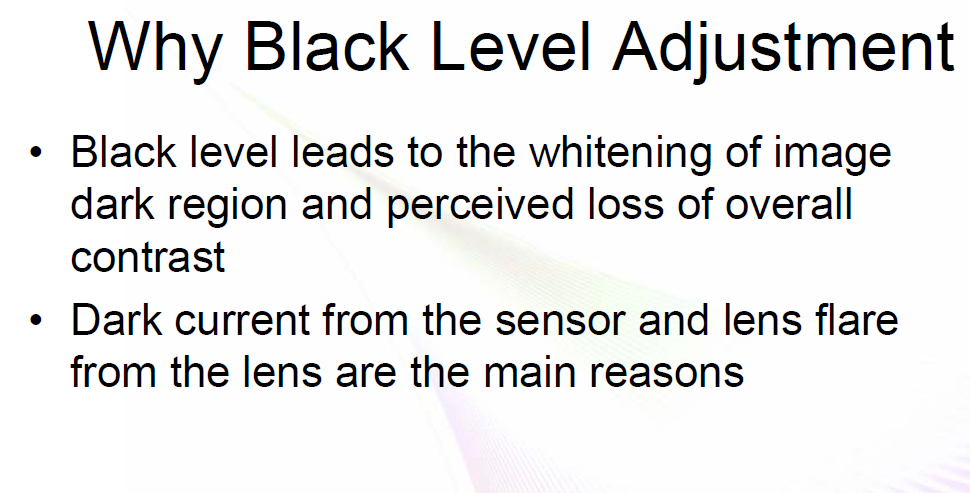 Why Black Level Adjustment
• Black level leads to the whitening of image
dark region and perceived loss of overall
contrast
• Dark current from the sensor and lens flare
from the lens are the main reasons